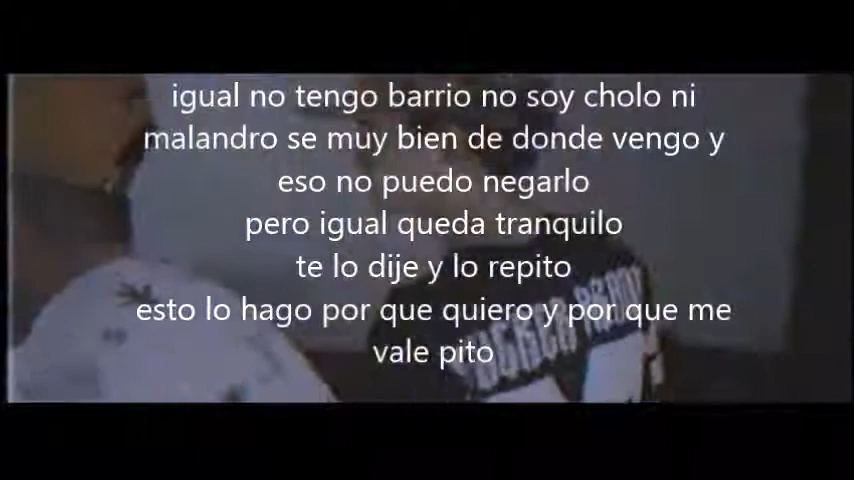 igual no tengo barrio no soy cholo ni
malandro se muy bien de donde vengo y
eso no puedo negarlo
pero igual queda tranquilo
te lo dije y lo repito
esto lo hago por que quiero y por que me
vale pito